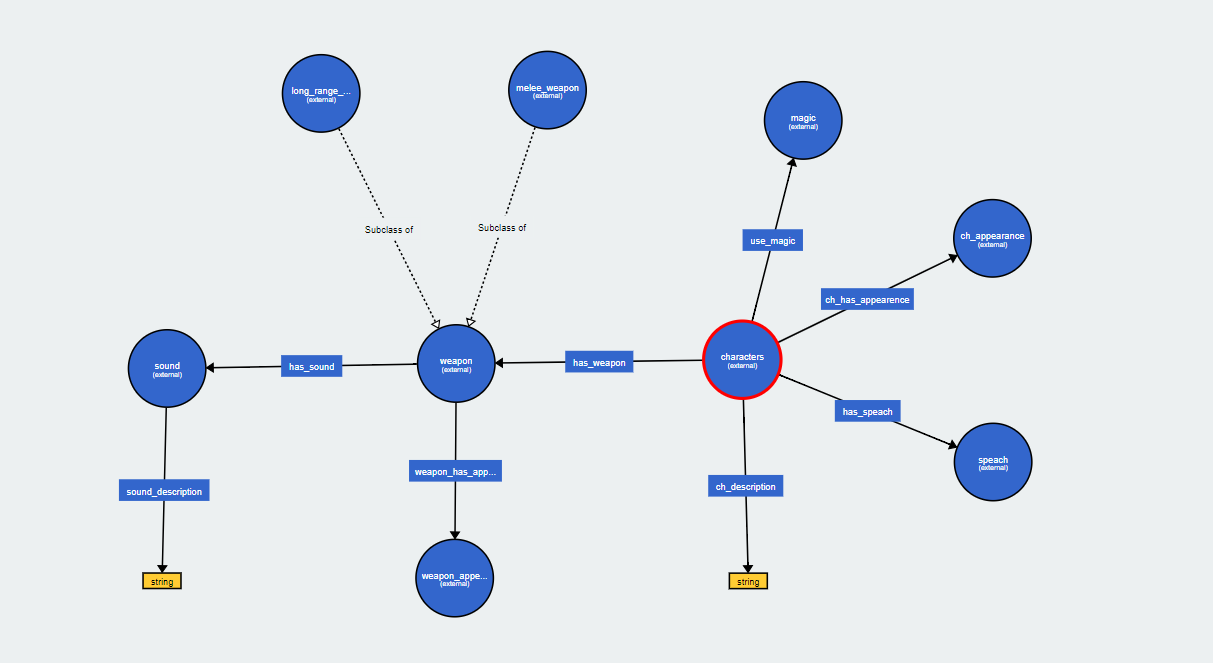 long_range_...
(external)
melee_weapon
(external)
magic
(external)
Subclass of
Subclass of
use_magic
ch_appearance
(external)
ch_has_appearence
sound
(external)
has_sound
weapon
(external)
has_weapon
characters
(external)
has_speach
speach
(external)
sound_description
weapon_has_app...
ch_description
string
weapon_appe...
(external)
string